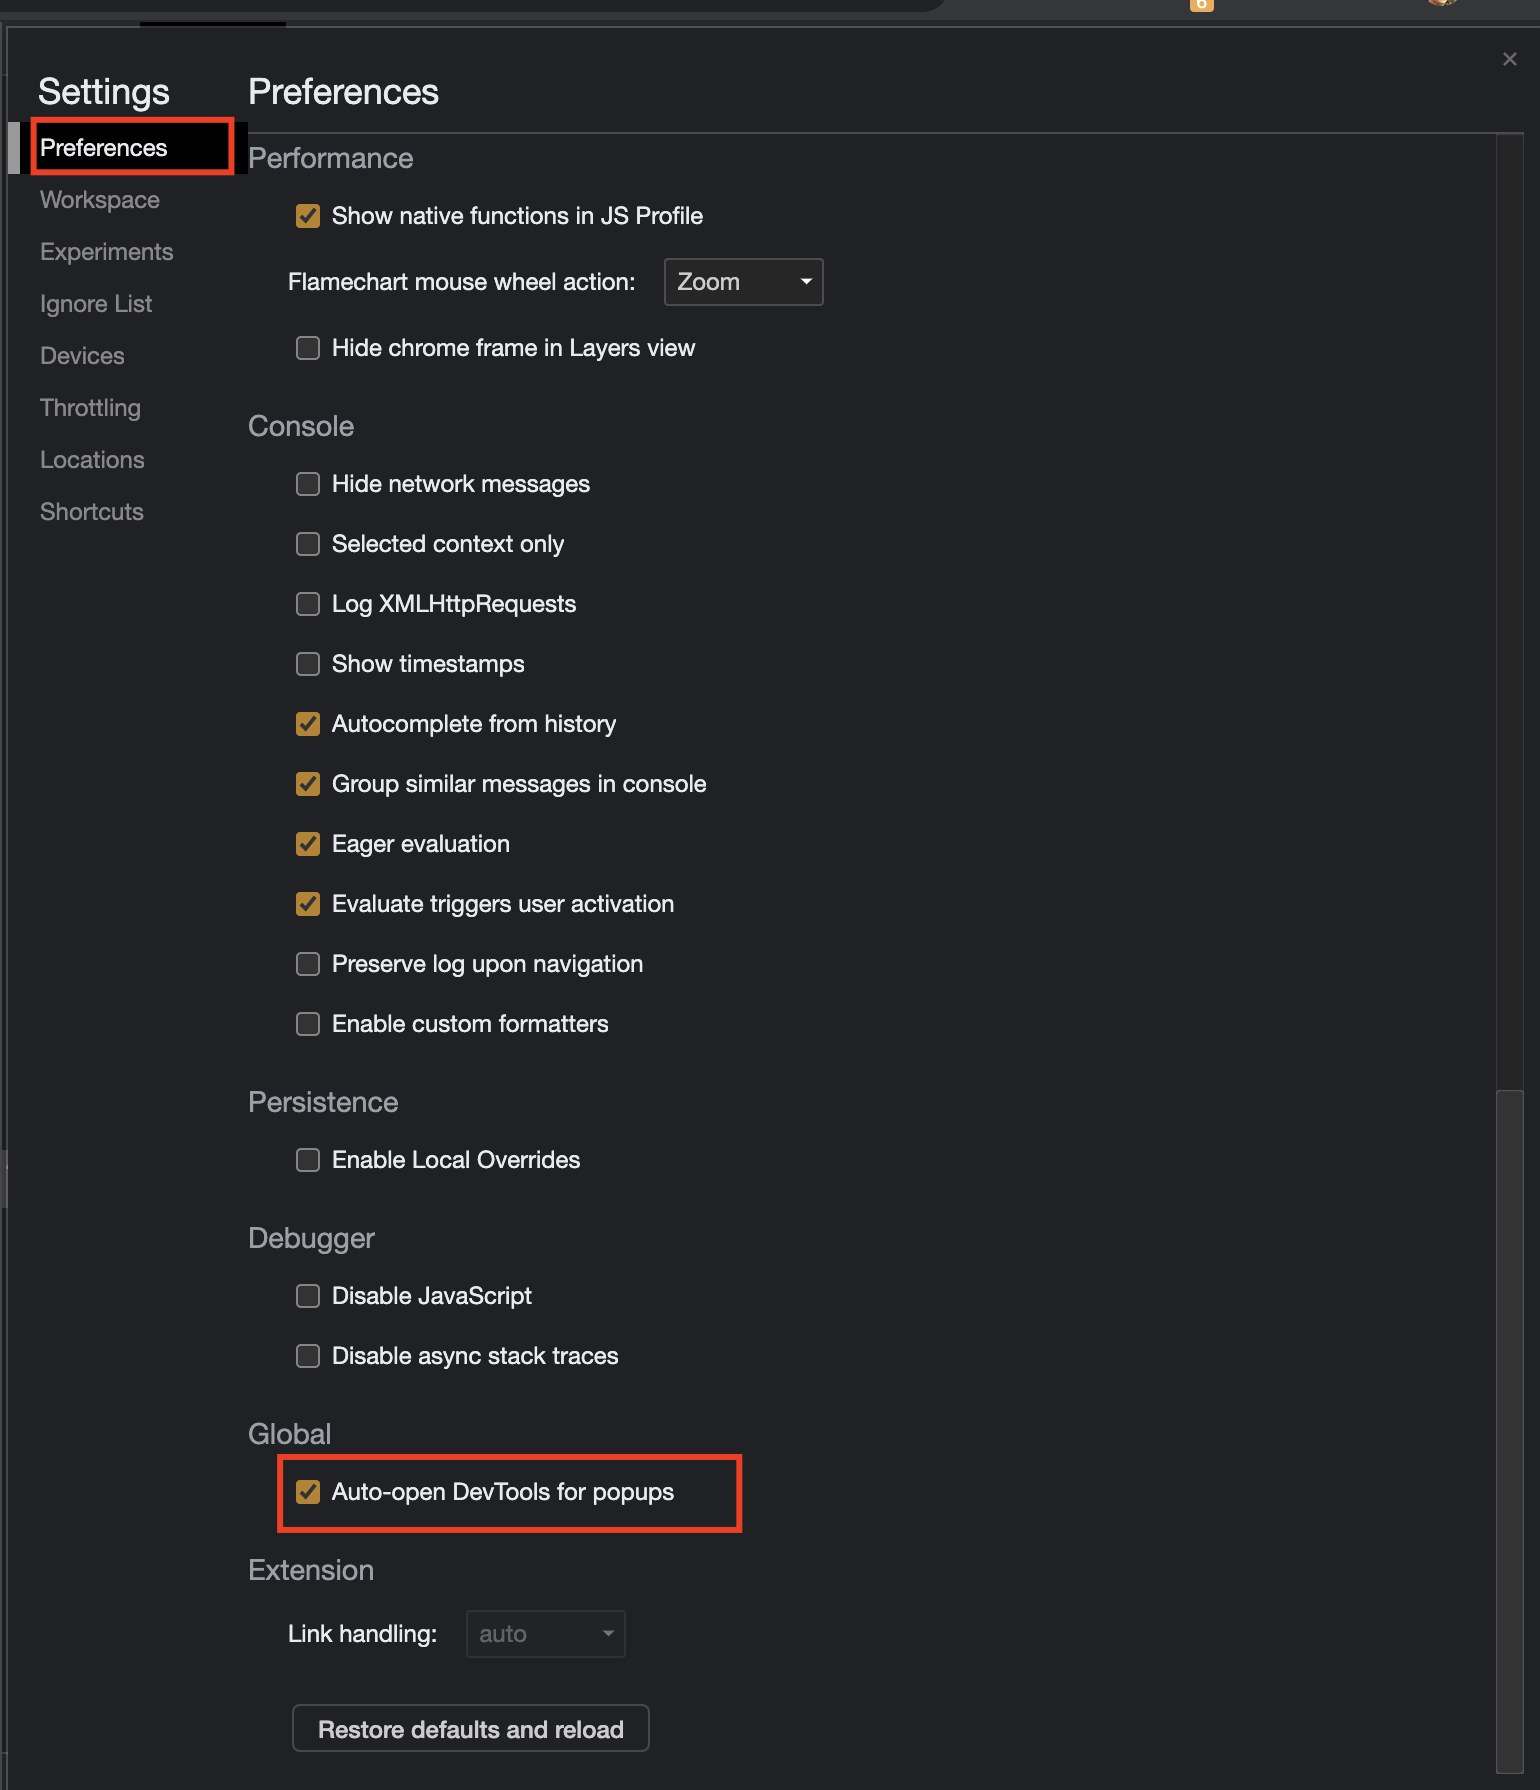 6
Settings
Preferences
Preferences
Workspace
Experiments
Ignore List
Devices
Throttling
Locations
Shortcuts
Performance
Show native functions in JS Profile
Flamechart mouse wheel action: Zoom
Hide chrome frame in Layers view
Console
Hide network messages
Selected context only
Log XMLHttpRequests
Show timestamps
Autocomplete from history
Group similar messages in console
Eager evaluation
Evaluate triggers user activation
Preserve log upon navigation
Enable custom formatters
Persistence
Enable Local Overrides
Debugger
Disable JavaScript
Disable async stack traces
Global
Auto-open DevTools for popups
Extension
Link handling: auto
Restore defaults and reload